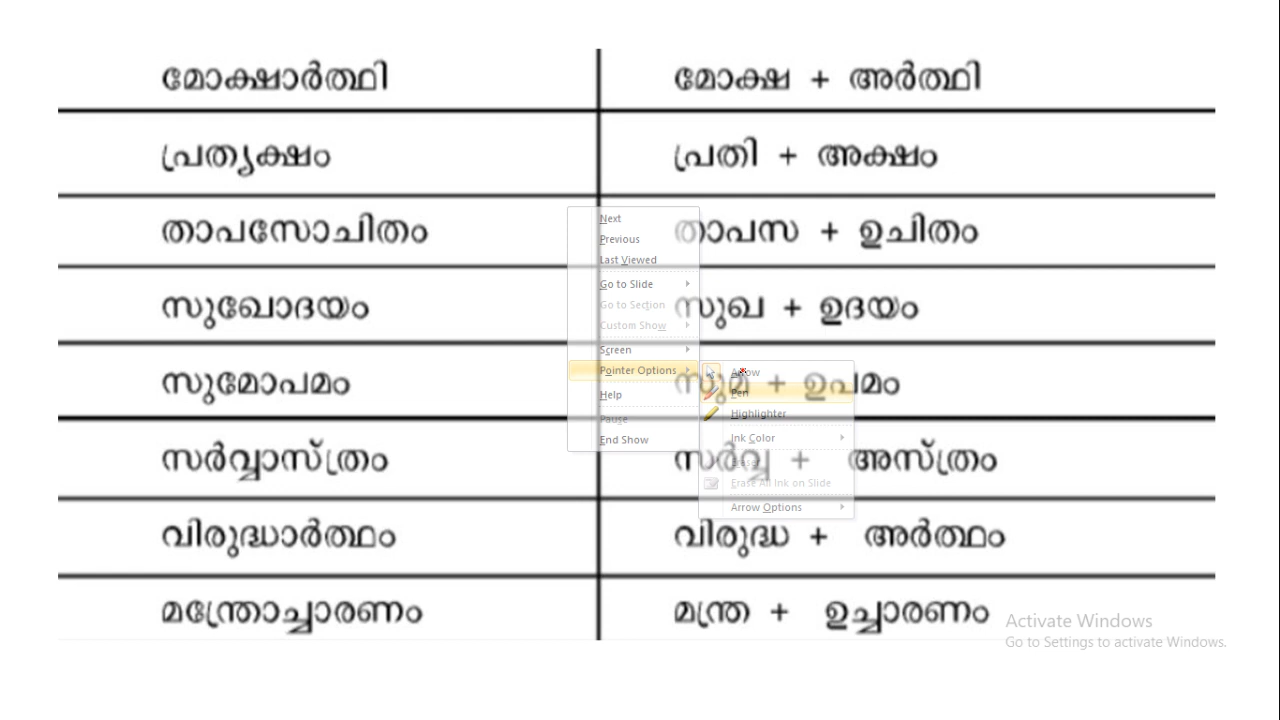 മോക്ഷാർത്ഥി മോക്ഷ + അർത്ഥി
പ്രത്യക്ഷം പ്രതി + അക്ഷം
താപസോചിതം താപസ + ഉചിതം
സുഖോദയം സുഖ + ഉദയം
സുമോപമം സുമ + ഉപമം
സർവ്വാസ്ത്രം സർവ്വ + അസ്ത്രം
വിരുദ്ധാർത്ഥം വിരുദ്ധ + അർത്ഥം
മന്ത്രോച്ചാരണം മന്ത്ര + ഉച്ചാരണം
Next
Previous
Last Viewed
Go to Slide
Go to Section
Custom Show
Screen
Pointer Options
Help
Pause
End Show
Arrow
Pen
Highlighter
Ink Color
Erase All Ink on Slide
Arrow Options
Activate Windows
Go to Settings to activate Windows.